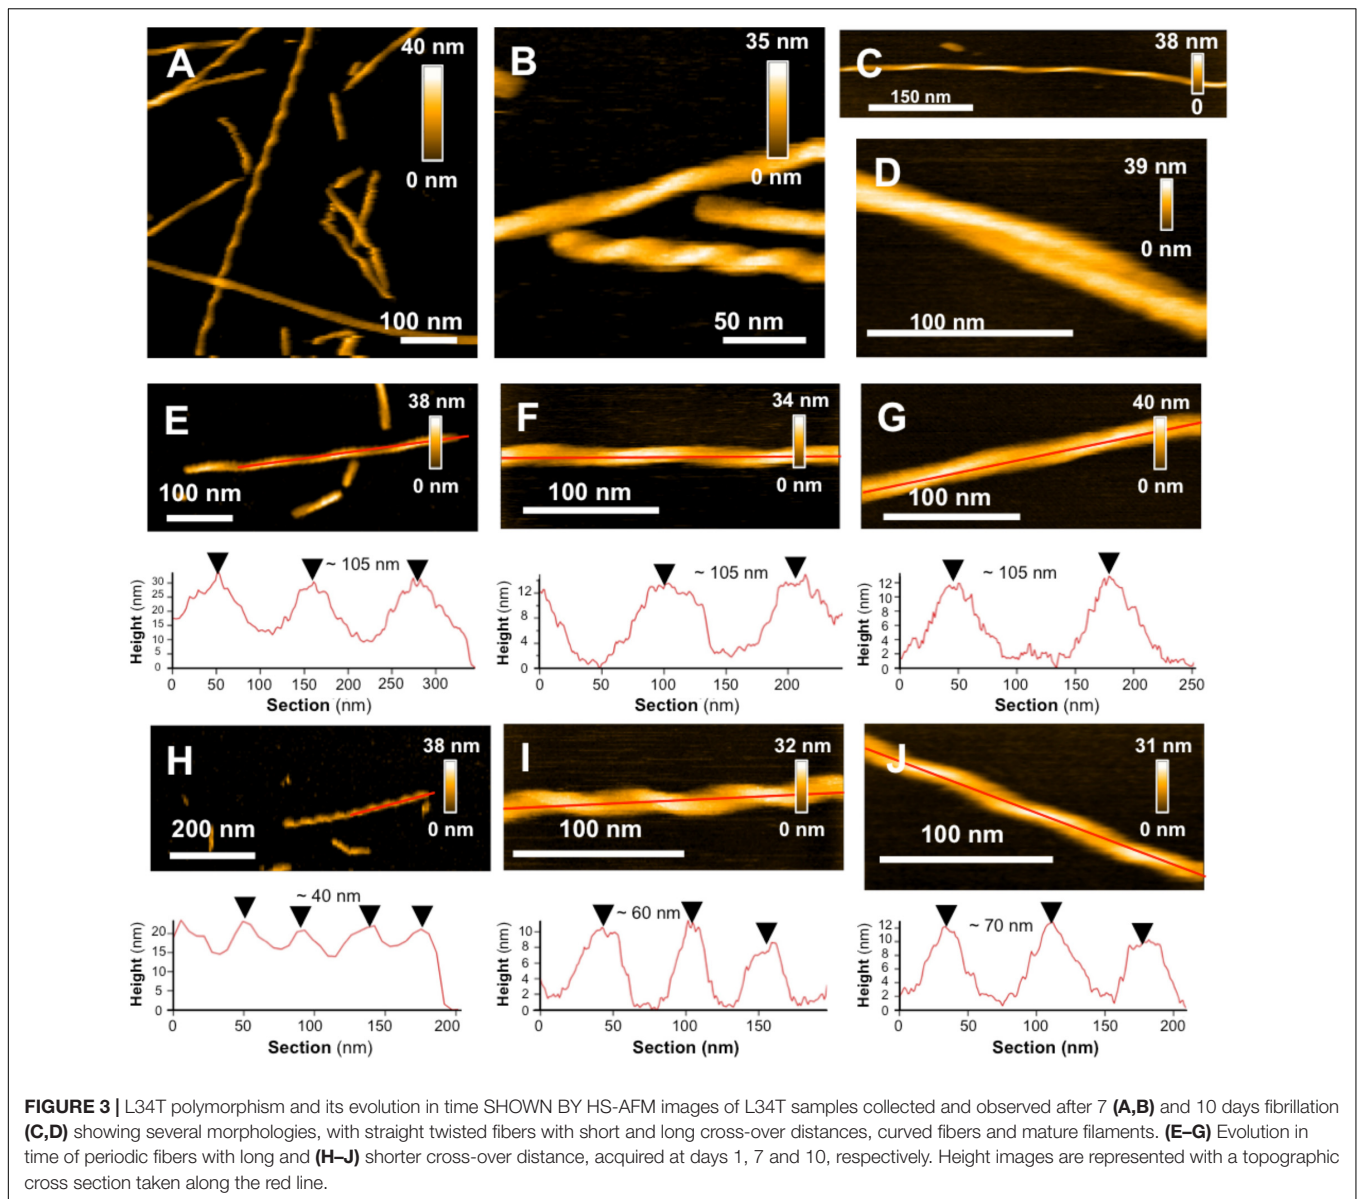 A
40 nm
0 nm
100 nm
B
35 nm
0 nm
50 nm
C
38 nm
0
150 nm
D
39 nm
0 nm
100 nm
E
38 nm
0 nm
100 nm
F
34 nm
0 nm
100 nm
G
40 nm
0 nm
100 nm
~ 105 nm
Height (nm)
30
25
20
15
10
5
0
0 50 100 150 200 250 300
Section (nm)
~ 105 nm
Height (nm)
12
8
4
0
0 50 100 150 200
Section (nm)
~ 105 nm
Height (nm)
12
10
8
6
4
2
0
0 50 100 150 200 250
Section (nm)
H
38 nm
0 nm
200 nm
I
32 nm
0 nm
100 nm
J
31 nm
0 nm
100 nm
~ 40 nm
Height (nm)
20
15
10
5
0
0 50 100 150 200
Section (nm)
~ 60 nm
Height (nm)
10
8
6
4
2
0
0 50 100 150
Section (nm)
~ 70 nm
Height (nm)
12
10
8
6
4
2
0
0 50 100 150 200
Section (nm)
FIGURE 3 | L34T polymorphism and its evolution in time SHOWN BY HS-AFM images of L34T samples collected and observed after 7 (A,B) and 10 days fibrillation
(C,D) showing several morphologies, with straight twisted fibers with short and long cross-over distances, curved fibers and mature filaments. (E–G) Evolution in
time of periodic fibers with long and (H–J) shorter cross-over distance, acquired at days 1, 7 and 10, respectively. Height images are represented with a topographic
cross section taken along the red line.